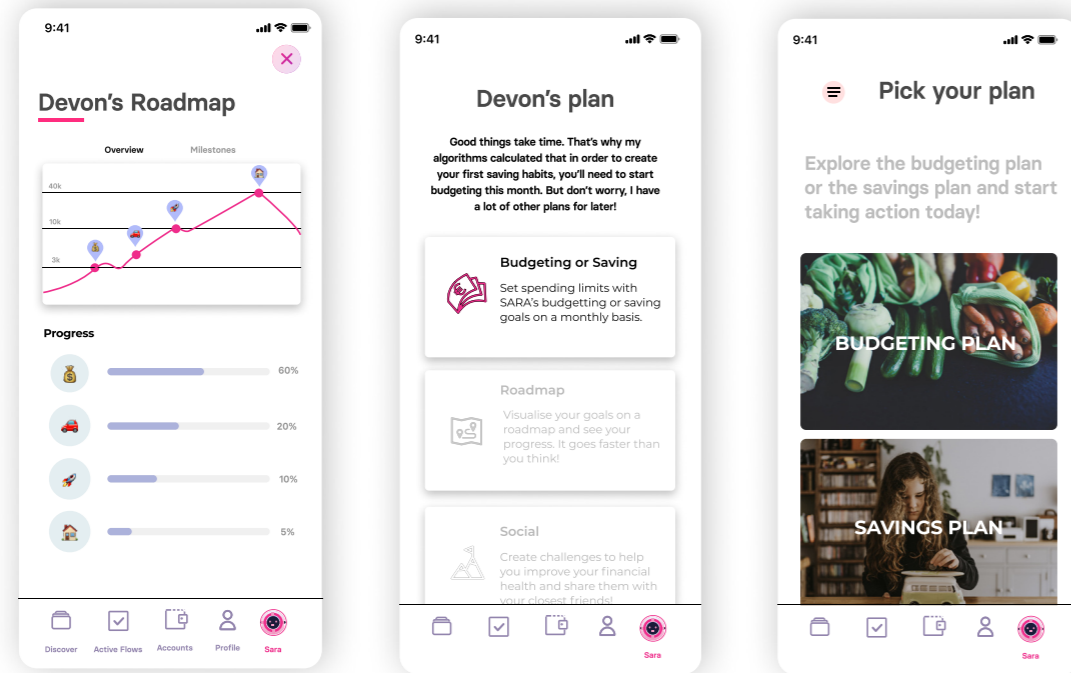 9:41
Devon's Roadmap
Overview
Milestones
40k
10k
3k
Progress
60%
20%
10%
5%
Discover
Active Flows
Accounts
Profile
Sara
9:41
Devon's plan
Good things take time. That's why my
algorithms calculated that in order to create
your first saving habits, you'll need to start
budgeting this month. But don't worry, I have
a lot of other plans for later!
Budgeting or Saving
Set spending limits with
SARA's budgetting or saving
goals on a monthly basis.
Roadmap
Visualise your goals on a
roadmap and see your
progress. It goes faster than
you think!
Social
Create challenges to help
you improve your financial
health and share them with
your closest friends!
Sara
9:41
Pick your plan
Explore the budgeting plan
or the savings plan and start
taking action today!
BUDGETING PLAN
SAVINGS PLAN
Sara